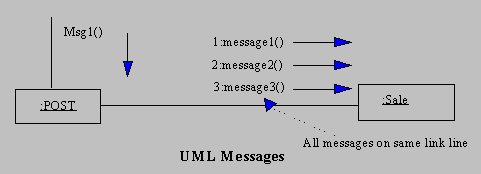 Msg1()
1:message1()
2:message2()
3:message3()
:POST
:Sale
All messages on same link line
UML Messages